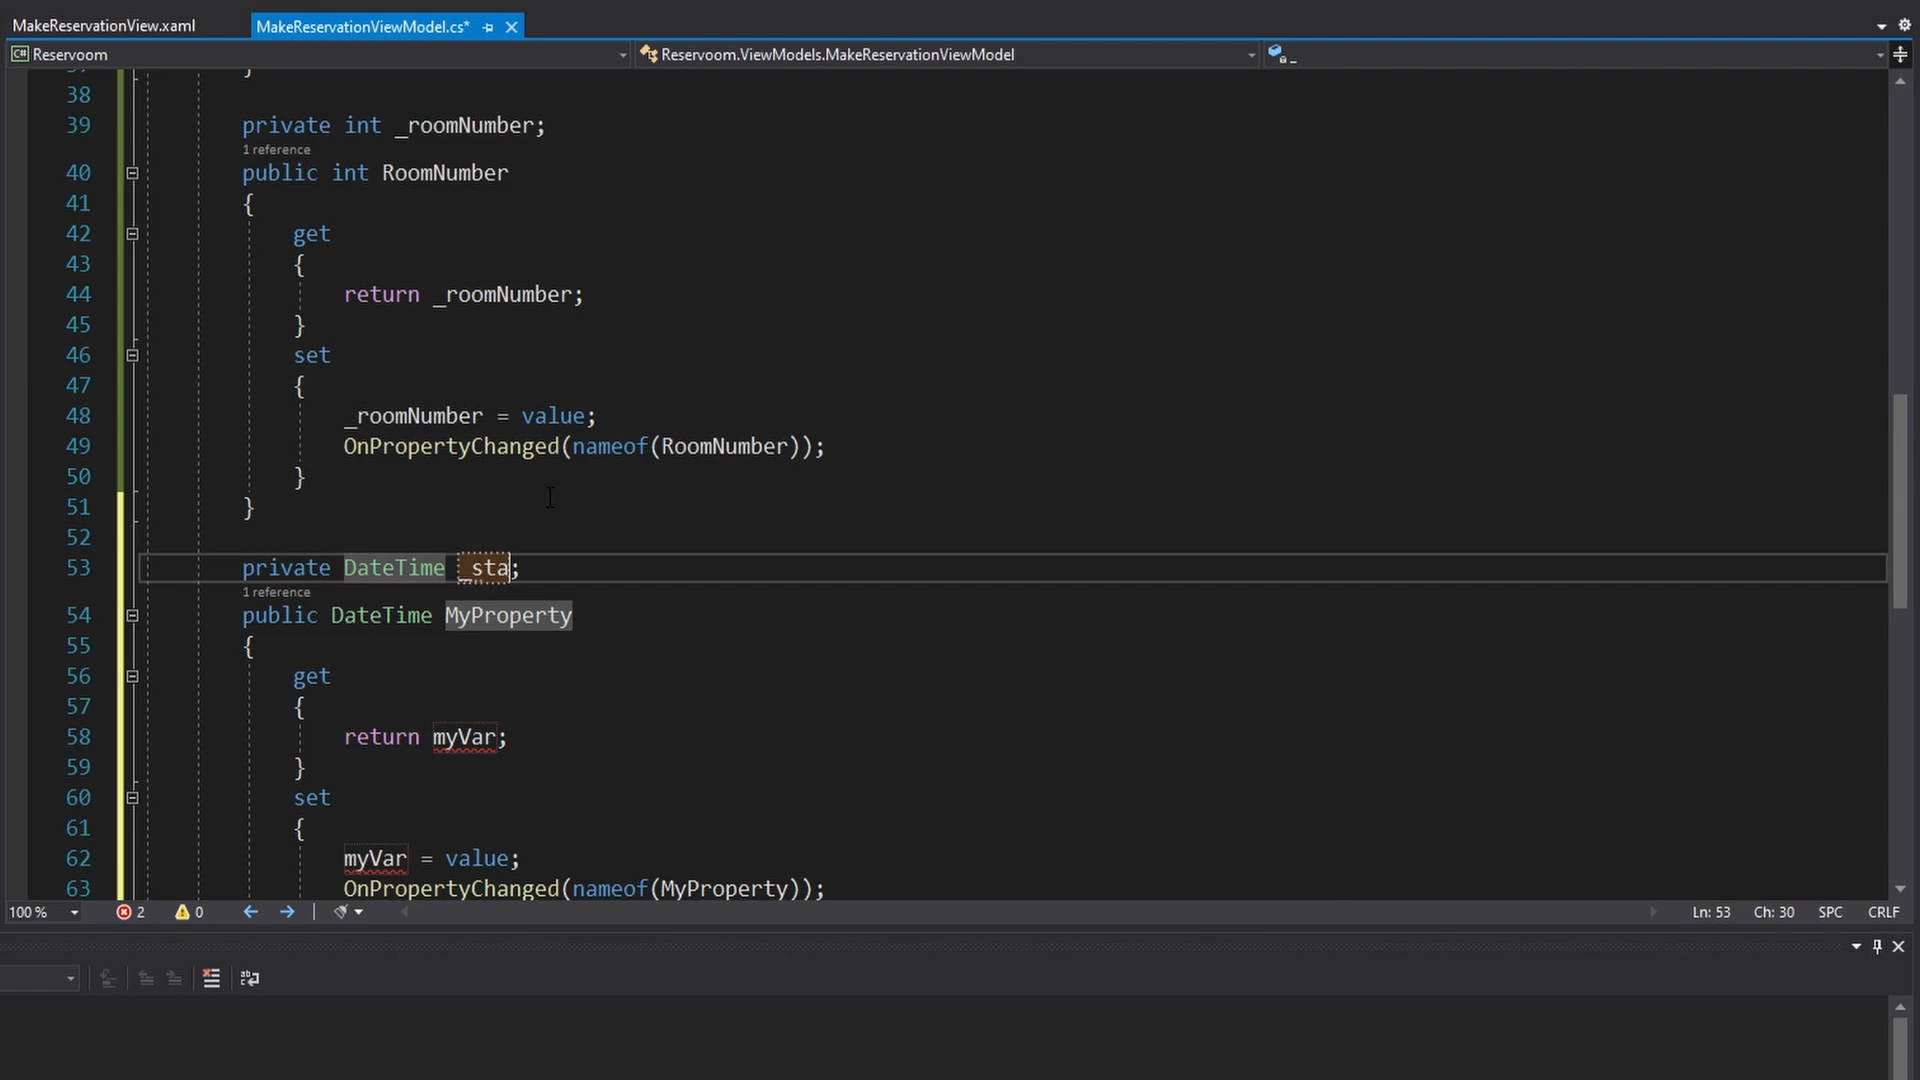 MakeReservationView.xaml MakeReservationViewModel.cs*
C# Reservoom Reservoom.ViewModels.MakeReservationViewModel _
}
38
39 private int _roomNumber;
1 reference
40 public int RoomNumber
41 {
42 get
43 {
44 return _roomNumber;
45 }
46 set
47 {
48 _roomNumber = value;
49 OnPropertyChanged(nameof(RoomNumber));
50 }
51 }
52
53 private DateTime _sta;
1 reference
54 public DateTime MyProperty
55 {
56 get
57 {
58 return myVar;
59 }
60 set
61 {
62 myVar = value;
63 OnPropertyChanged(nameof(MyProperty));
100 % 2 0 Ln: 53 Ch: 30 SPC CRLF